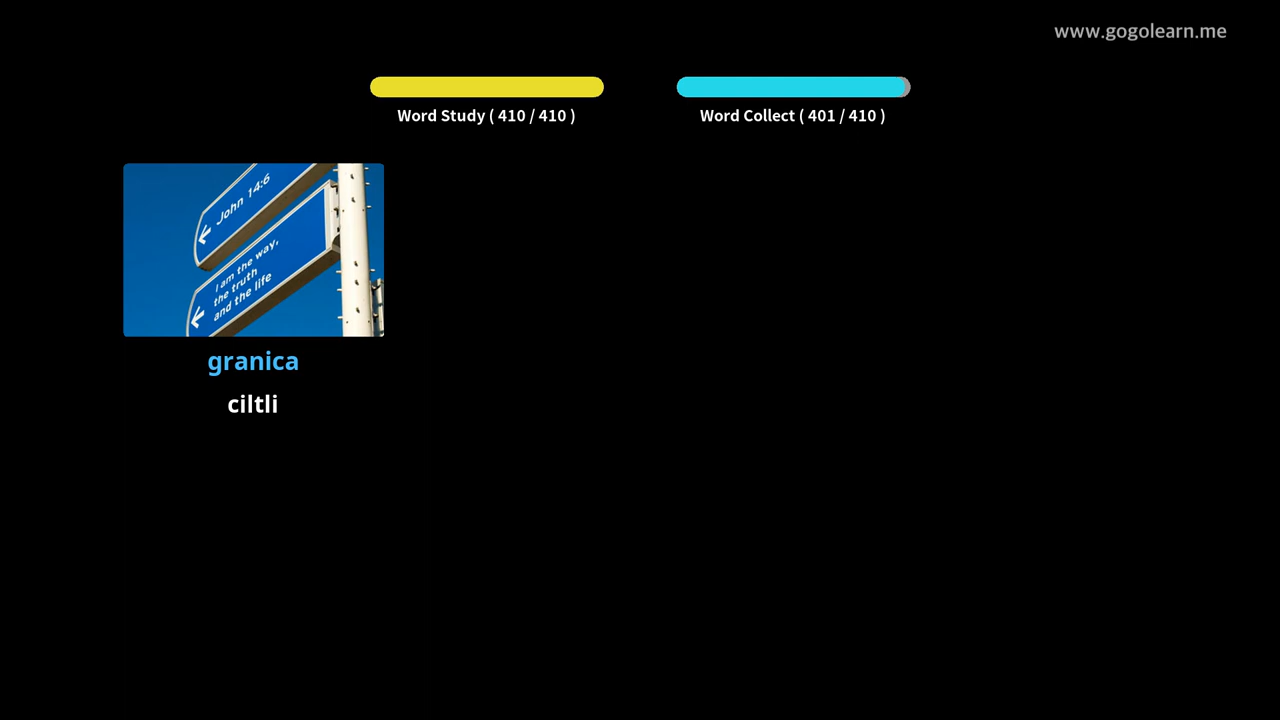 www.gogolearn.me
Word Study ( 410 / 410 )
Word Collect ( 401 / 410 )
John 14:6
I am the way,
the truth
and the life
granica
ciltli